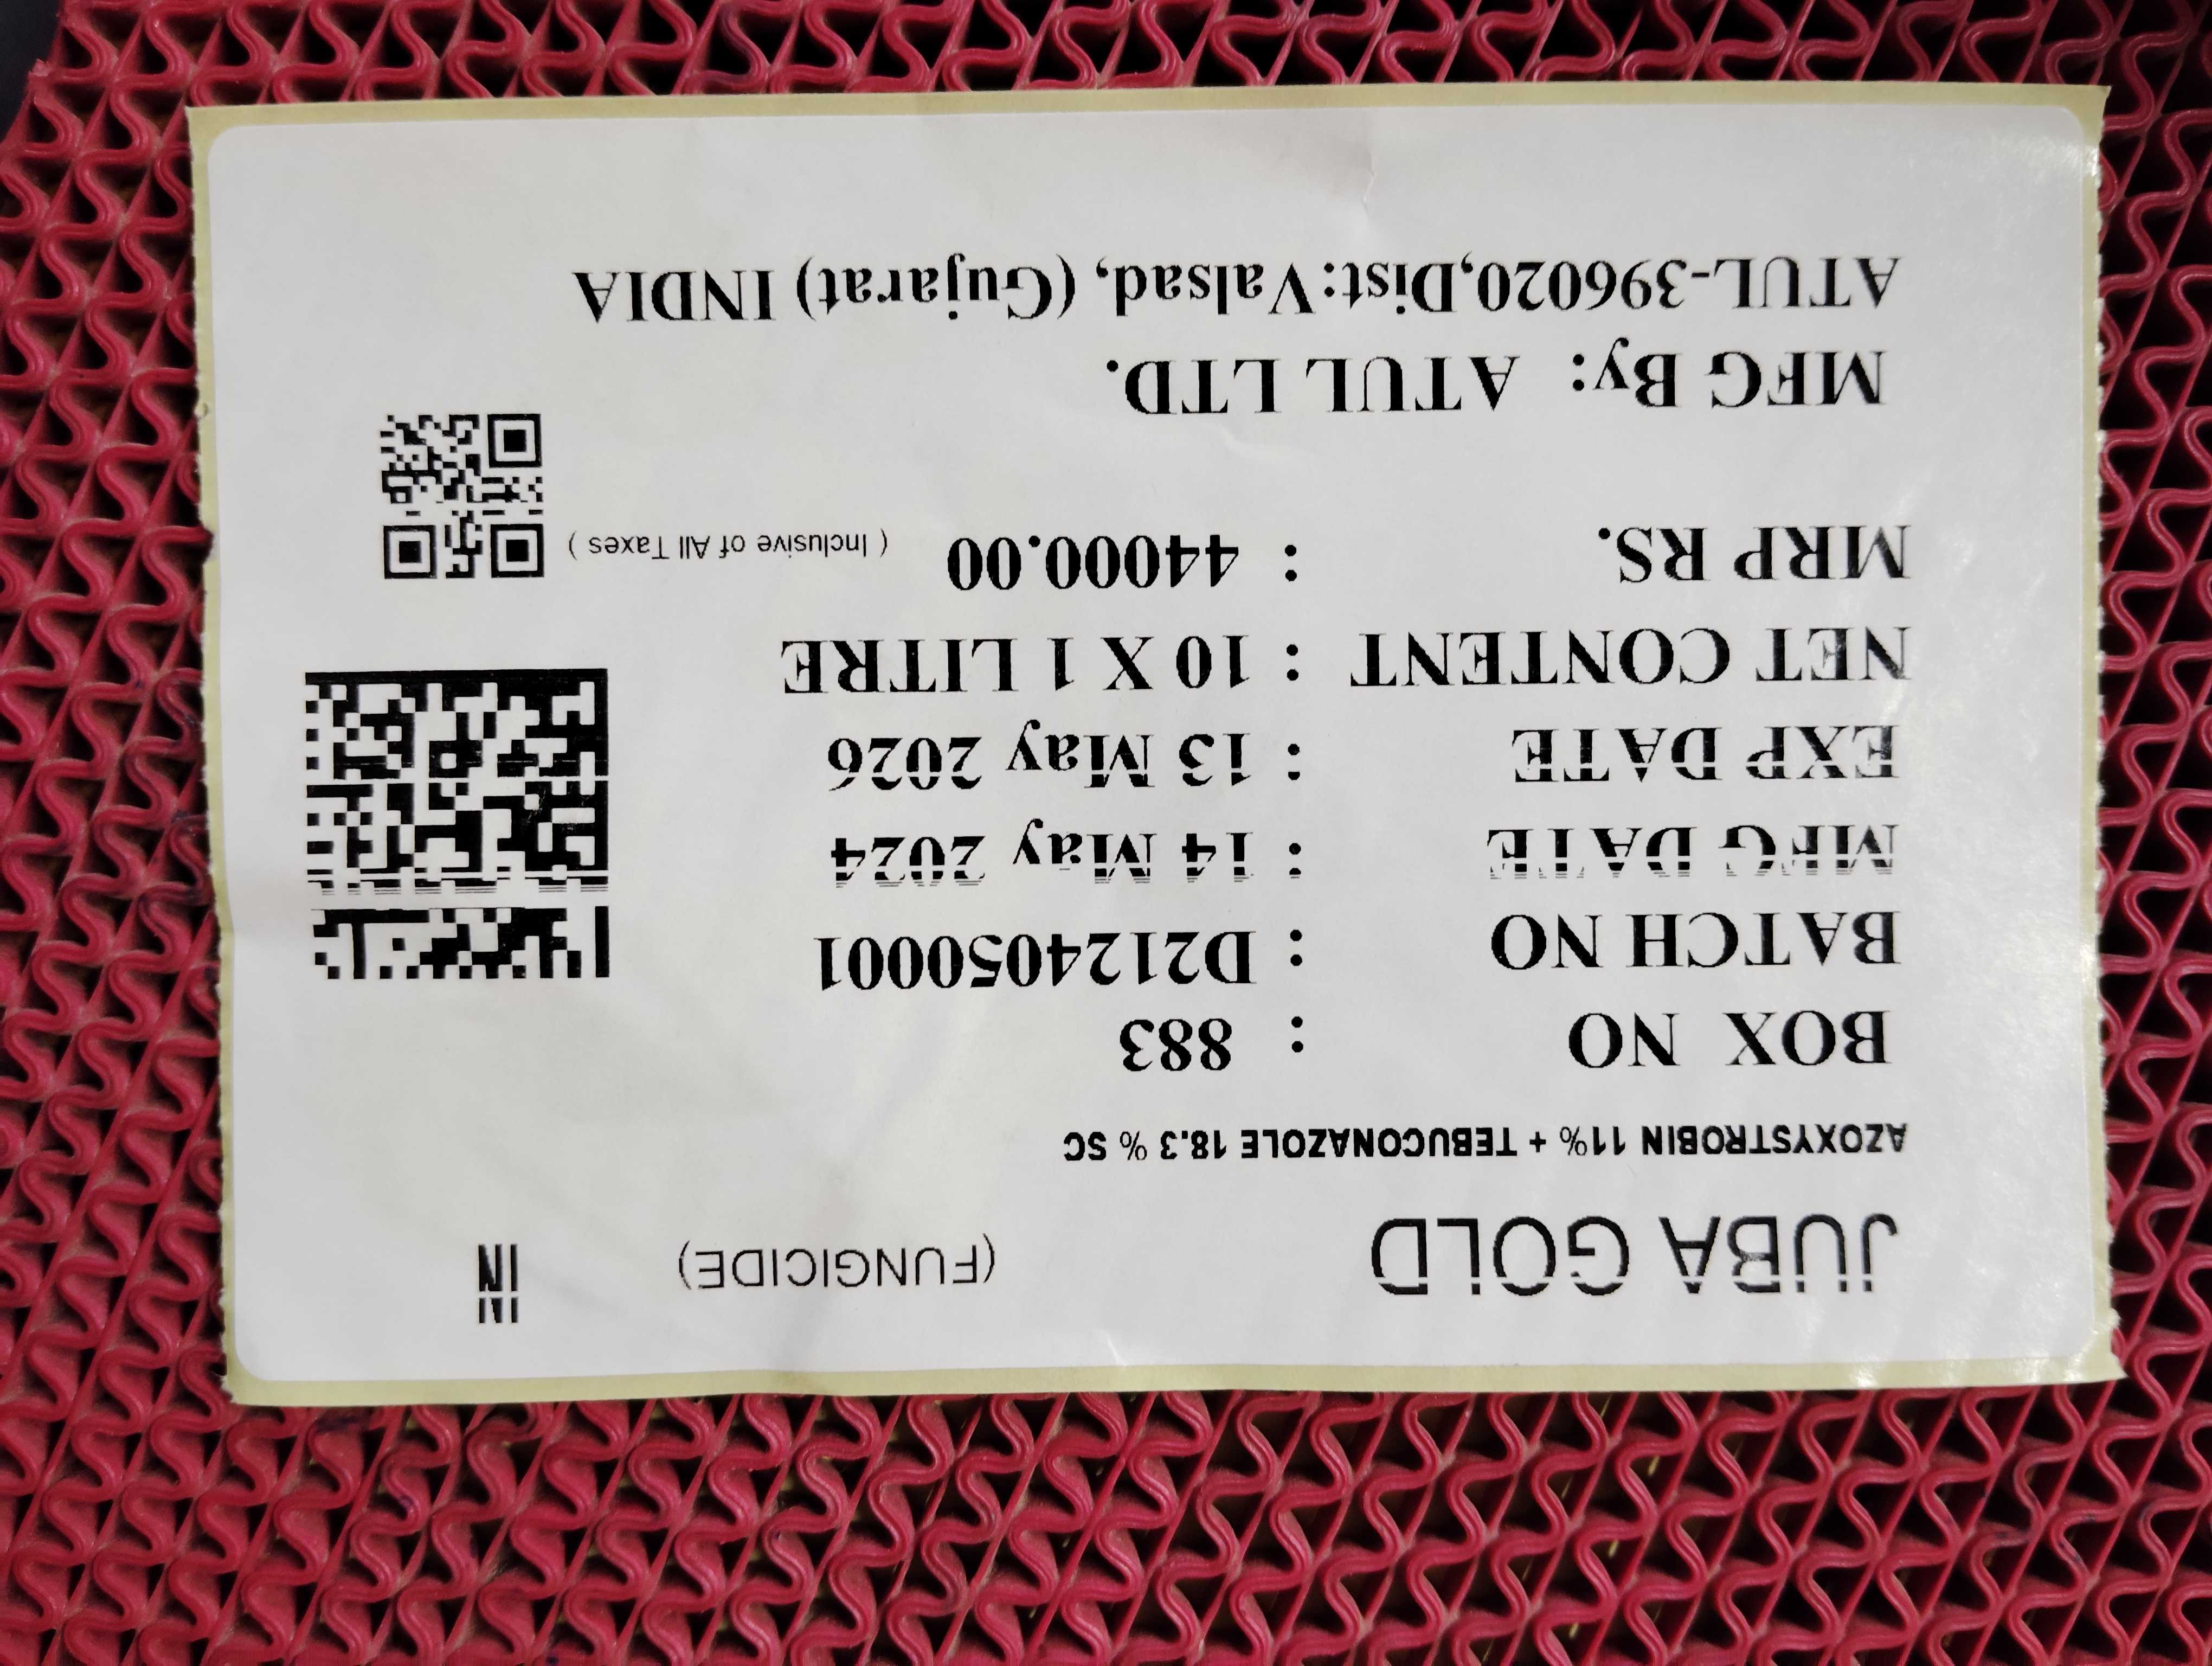 JUBA GOLD (FUNGICIDE) IN
AZOXYSTROBIN 11% + TEBUCONAZOLE 18.3 % SC
BOX NO : 883
BATCH NO : D2124050001
MFG DATE : 14 May 2024
EXP DATE : 13 May 2026
NET CONTENT : 10 X 1 LITRE
MRP RS. : 44000.00 ( Inclusive of All Taxes )
MFG By: ATUL LTD.
ATUL-396020,Dist:Valsad, (Gujarat) INDIA